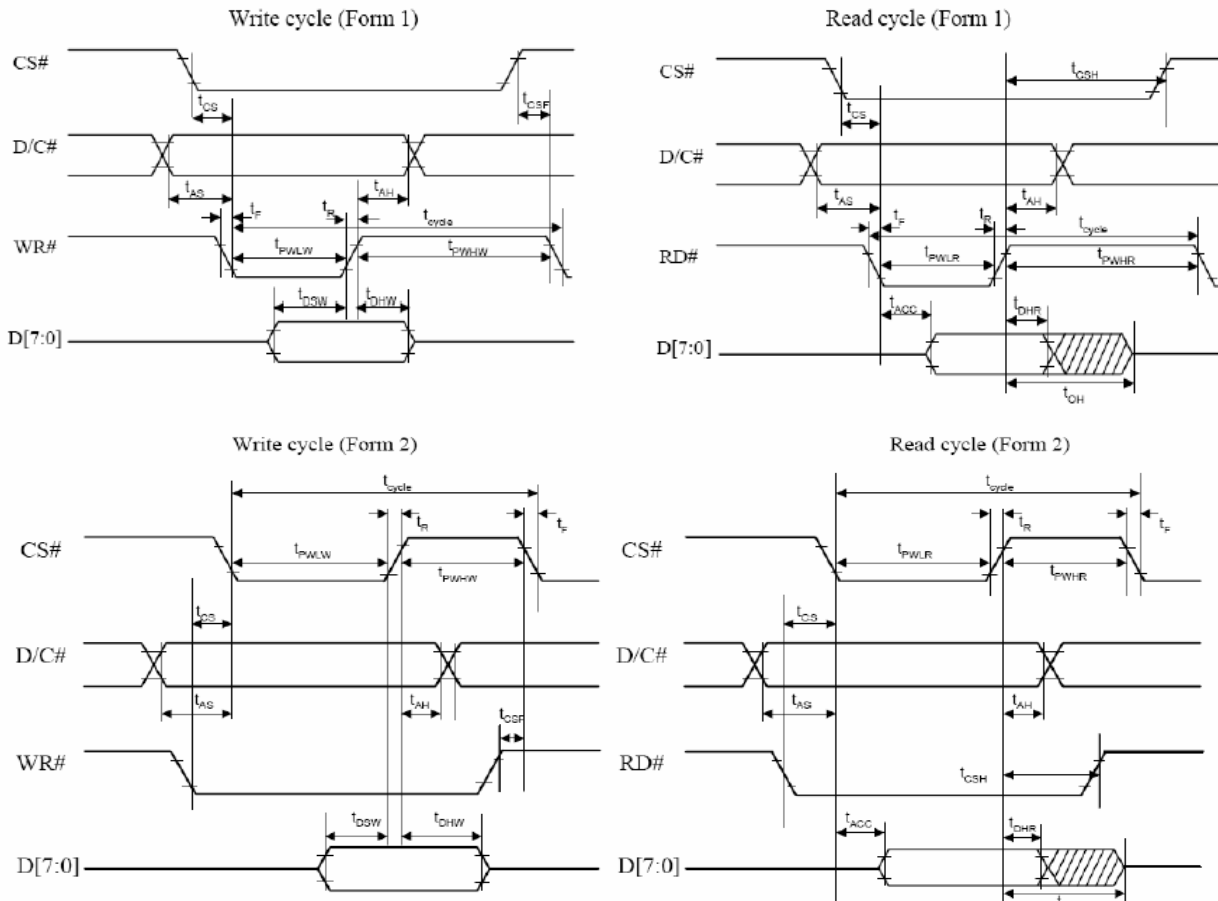 Write cycle (Form 1)
CS#
tCS
tCSF
D/C#
tAS
tAH
tF
tR
tcycle
WR#
tPWLW
tPWHW
tDSW
tDHW
D[7:0]
Read cycle (Form 1)
CS#
tCSH
tCS
D/C#
tAS
tAH
tF
tR
tcycle
RD#
tPWLR
tPWHR
tACC
tDHR
D[7:0]
tOH
Write cycle (Form 2)
tcycle
tR
tF
CS#
tPWLW
tPWHW
tCS
D/C#
tAS
tAH
tCSF
WR#
tDSW
tDHW
D[7:0]
Read cycle (Form 2)
tcycle
tR
tF
CS#
tPWLR
tPWHR
tCS
D/C#
tAS
tAH
RD#
tCSH
tACC
tDHR
D[7:0]